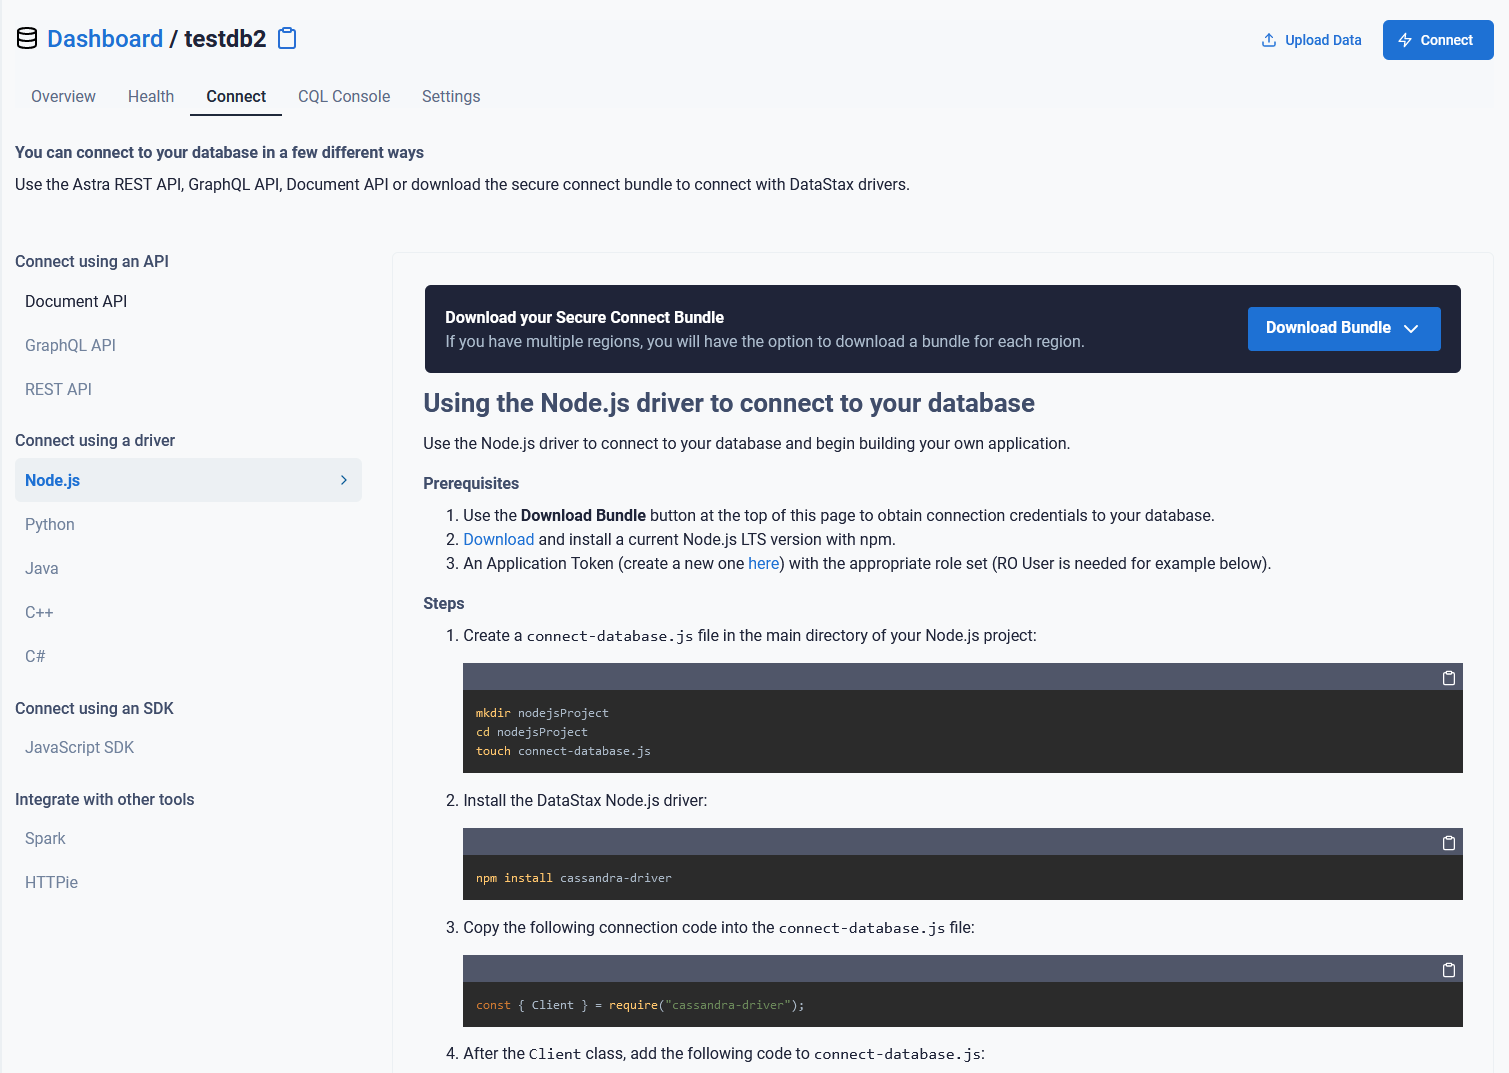 Dashboard / testdb2
Upload Data
Connect
Overview
Health
Connect
CQL Console
Settings
You can connect to your database in a few different ways
Use the Astra REST API, GraphQL API, Document API or download the secure connect bundle to connect with DataStax drivers.
Connect using an API
Document API
GraphQL API
REST API
Connect using a driver
Node.js
Python
Java
C++
C#
Connect using an SDK
JavaScript SDK
Integrate with other tools
Spark
HTTPie
Download your Secure Connect Bundle
If you have multiple regions, you will have the option to download a bundle for each region.
Download Bundle
Using the Node.js driver to connect to your database
Use the Node.js driver to connect to your database and begin building your own application.
Prerequisites
1. Use the Download Bundle button at the top of this page to obtain connection credentials to your database.
2. Download and install a current Node.js LTS version with npm.
3. An Application Token (create a new one here) with the appropriate role set (RO User is needed for example below).
Steps
1. Create a connect-database.js file in the main directory of your Node.js project:
mkdir nodejsProject
cd nodejsProject
touch connect-database.js
2. Install the DataStax Node.js driver:
npm install cassandra-driver
3. Copy the following connection code into the connect-database.js file:
const { Client } = require("cassandra-driver");
4. After the Client class, add the following code to connect-database.js: